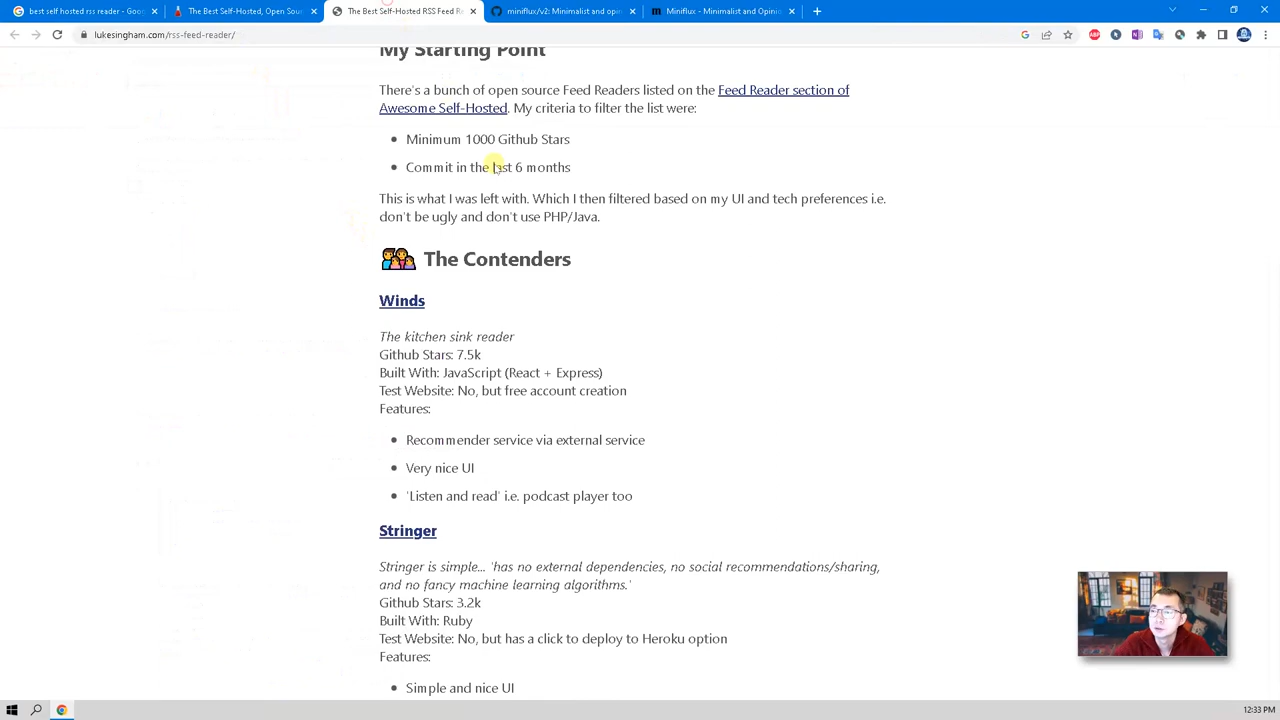 best self hosted rss reader - Goo
The Best Self-Hosted, Open Sou
The Best Self-Hosted RSS Feed R
miniflux/v2: Minimalist and opin
Miniflux - Minimalist and Opini
lukesingham.com/rss-feed-reader/
My Starting Point
There's a bunch of open source Feed Readers listed on the Feed Reader section of
Awesome Self-Hosted. My criteria to filter the list were:
• Minimum 1000 Github Stars
• Commit in the last 6 months
This is what I was left with. Which I then filtered based on my UI and tech preferences i.e.
don't be ugly and don't use PHP/Java.
The Contenders
Winds
The kitchen sink reader
Github Stars: 7.5k
Built With: JavaScript (React + Express)
Test Website: No, but free account creation
Features:
• Recommender service via external service
• Very nice UI
• 'Listen and read' i.e. podcast player too
Stringer
Stringer is simple... 'has no external dependencies, no social recommendations/sharing,
and no fancy machine learning algorithms.'
Github Stars: 3.2k
Built With: Ruby
Test Website: No, but has a click to deploy to Heroku option
Features:
• Simple and nice UI
12:33 PM